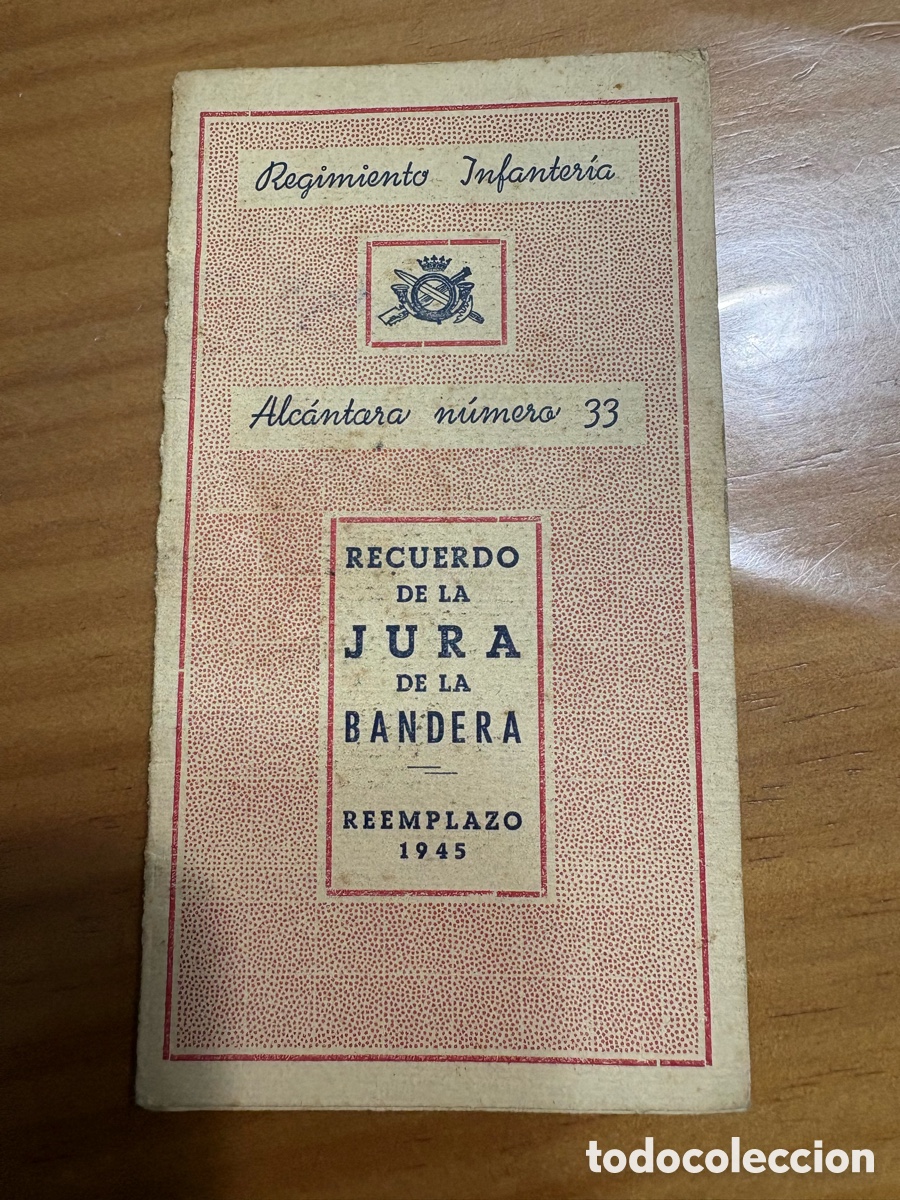 Regimiento Infantería
Alcántara número 33
RECUERDO
DE LA
JURA
DE LA
BANDERA
REEMPLAZO
1945
todocoleccion